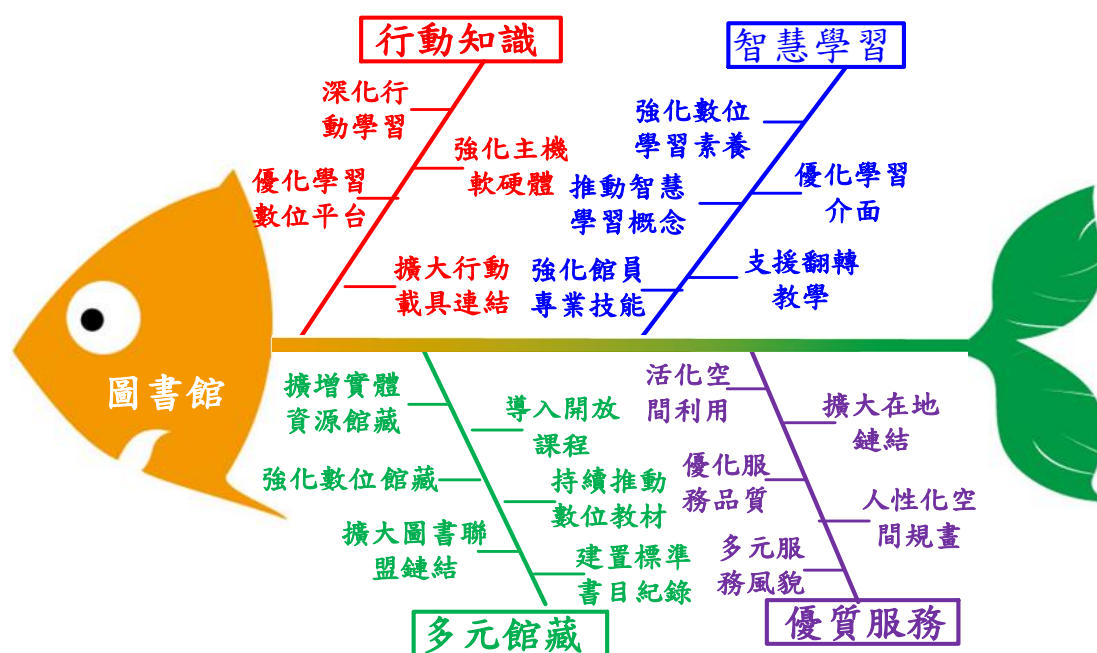 行動知識
深化行
動學習
強化主機
軟硬體
優化學習
數位平台
擴大行動
載具連結
智慧學習
強化數位
學習素養
優化學習
介面
推動智慧
學習概念
支援翻轉
教學
強化館員
專業技能
圖書館
擴增實體
資源館藏
導入開放
課程
強化數位館藏
持續推動
數位教材
擴大圖書聯
盟鏈結
建置標準
書目紀錄
多元館藏
活化空
間利用
擴大在地
鏈結
優化服
務品質
人性化空
間規畫
多元服
務風貌
優質服務